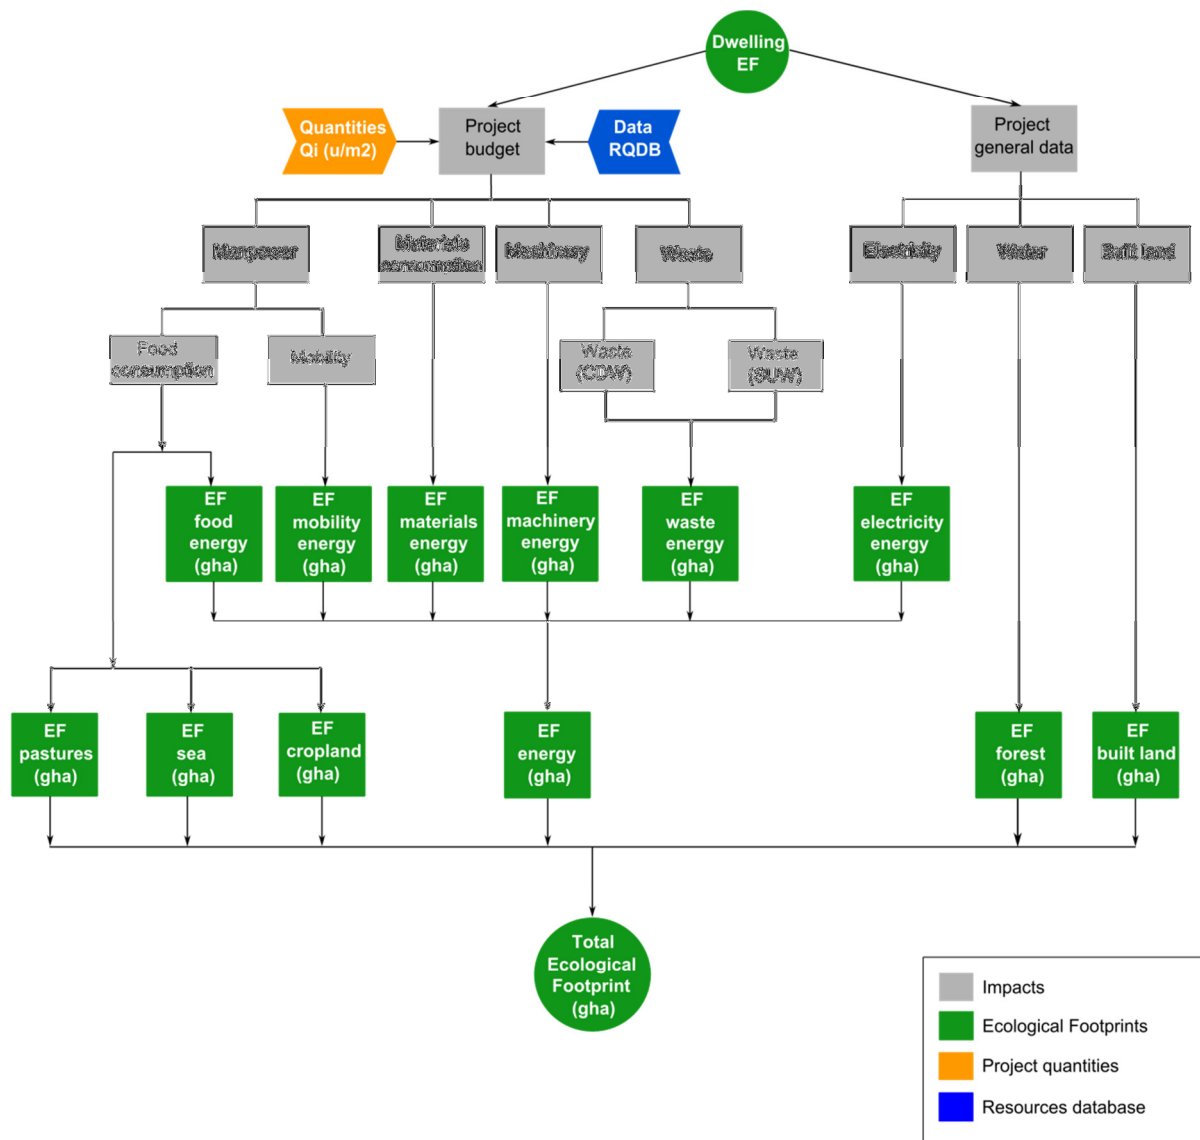 Dwelling
EF
Quantities
Qi (u/m2)
Project
budget
Data
RQDB
Project
general data
Manpower
Materials
consumption
Machinery
Waste
Electricity
Water
Built land
Food
consumption
Mobility
Waste
(CDW)
Waste
(SUW)
EF
food
energy
(gha)
EF
mobility
energy
(gha)
EF
materials
energy
(gha)
EF
machinery
energy
(gha)
EF
waste
energy
(gha)
EF
electricity
energy
(gha)
EF
pastures
(gha)
EF
sea
(gha)
EF
cropland
(gha)
EF
energy
(gha)
EF
forest
(gha)
EF
built land
(gha)
Total
Ecological
Footprint
(gha)
Impacts
Ecological Footprints
Project quantities
Resources database